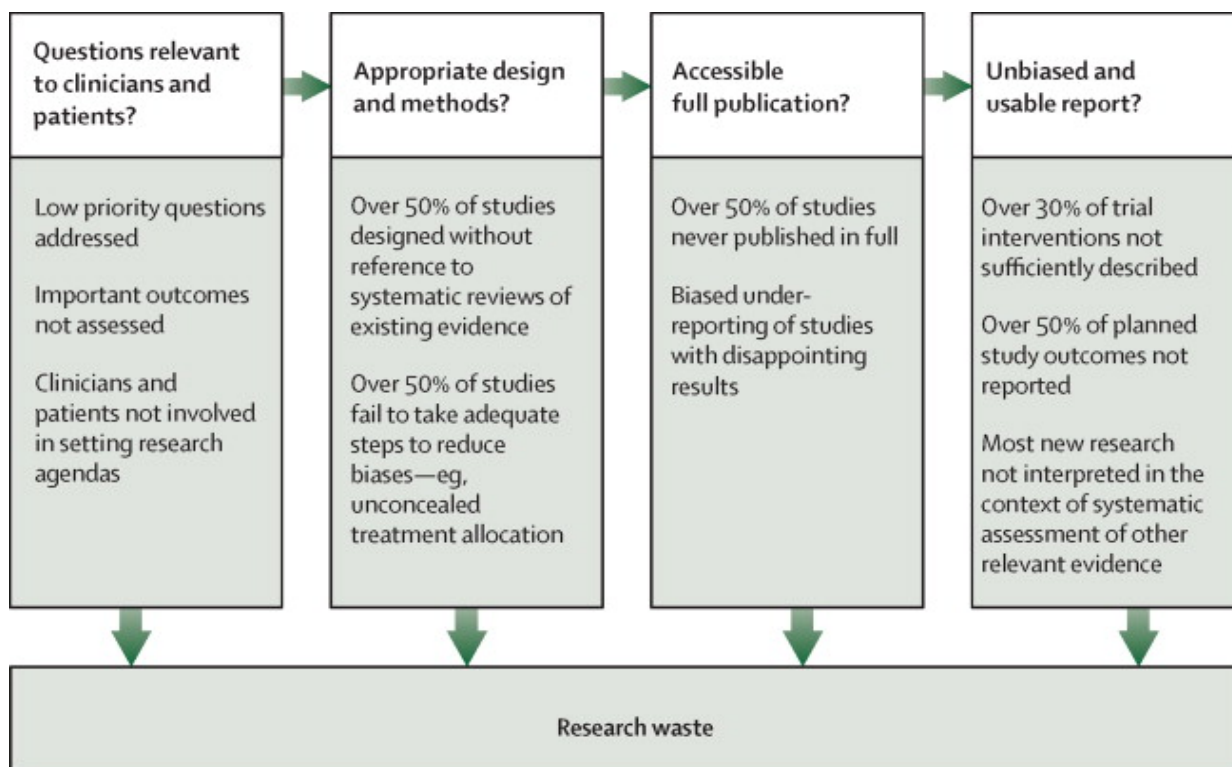 Questions relevant
to clinicians and
patients?
Low priority questions
addressed
Important outcomes
not assessed
Clinicians and
patients not involved
in setting research
agendas
Appropriate design
and methods?
Over 50% of studies
designed without
reference to
systematic reviews of
existing evidence
Over 50% of studies
fail to take adequate
steps to reduce
biases—eg,
unconcealed
treatment allocation
Accessible
full publication?
Over 50% of studies
never published in full
Biased under-
reporting of studies
with disappointing
results
Unbiased and
usable report?
Over 30% of trial
interventions not
sufficiently described
Over 50% of planned
study outcomes not
reported
Most new research
not interpreted in the
context of systematic
assessment of other
relevant evidence
Research waste